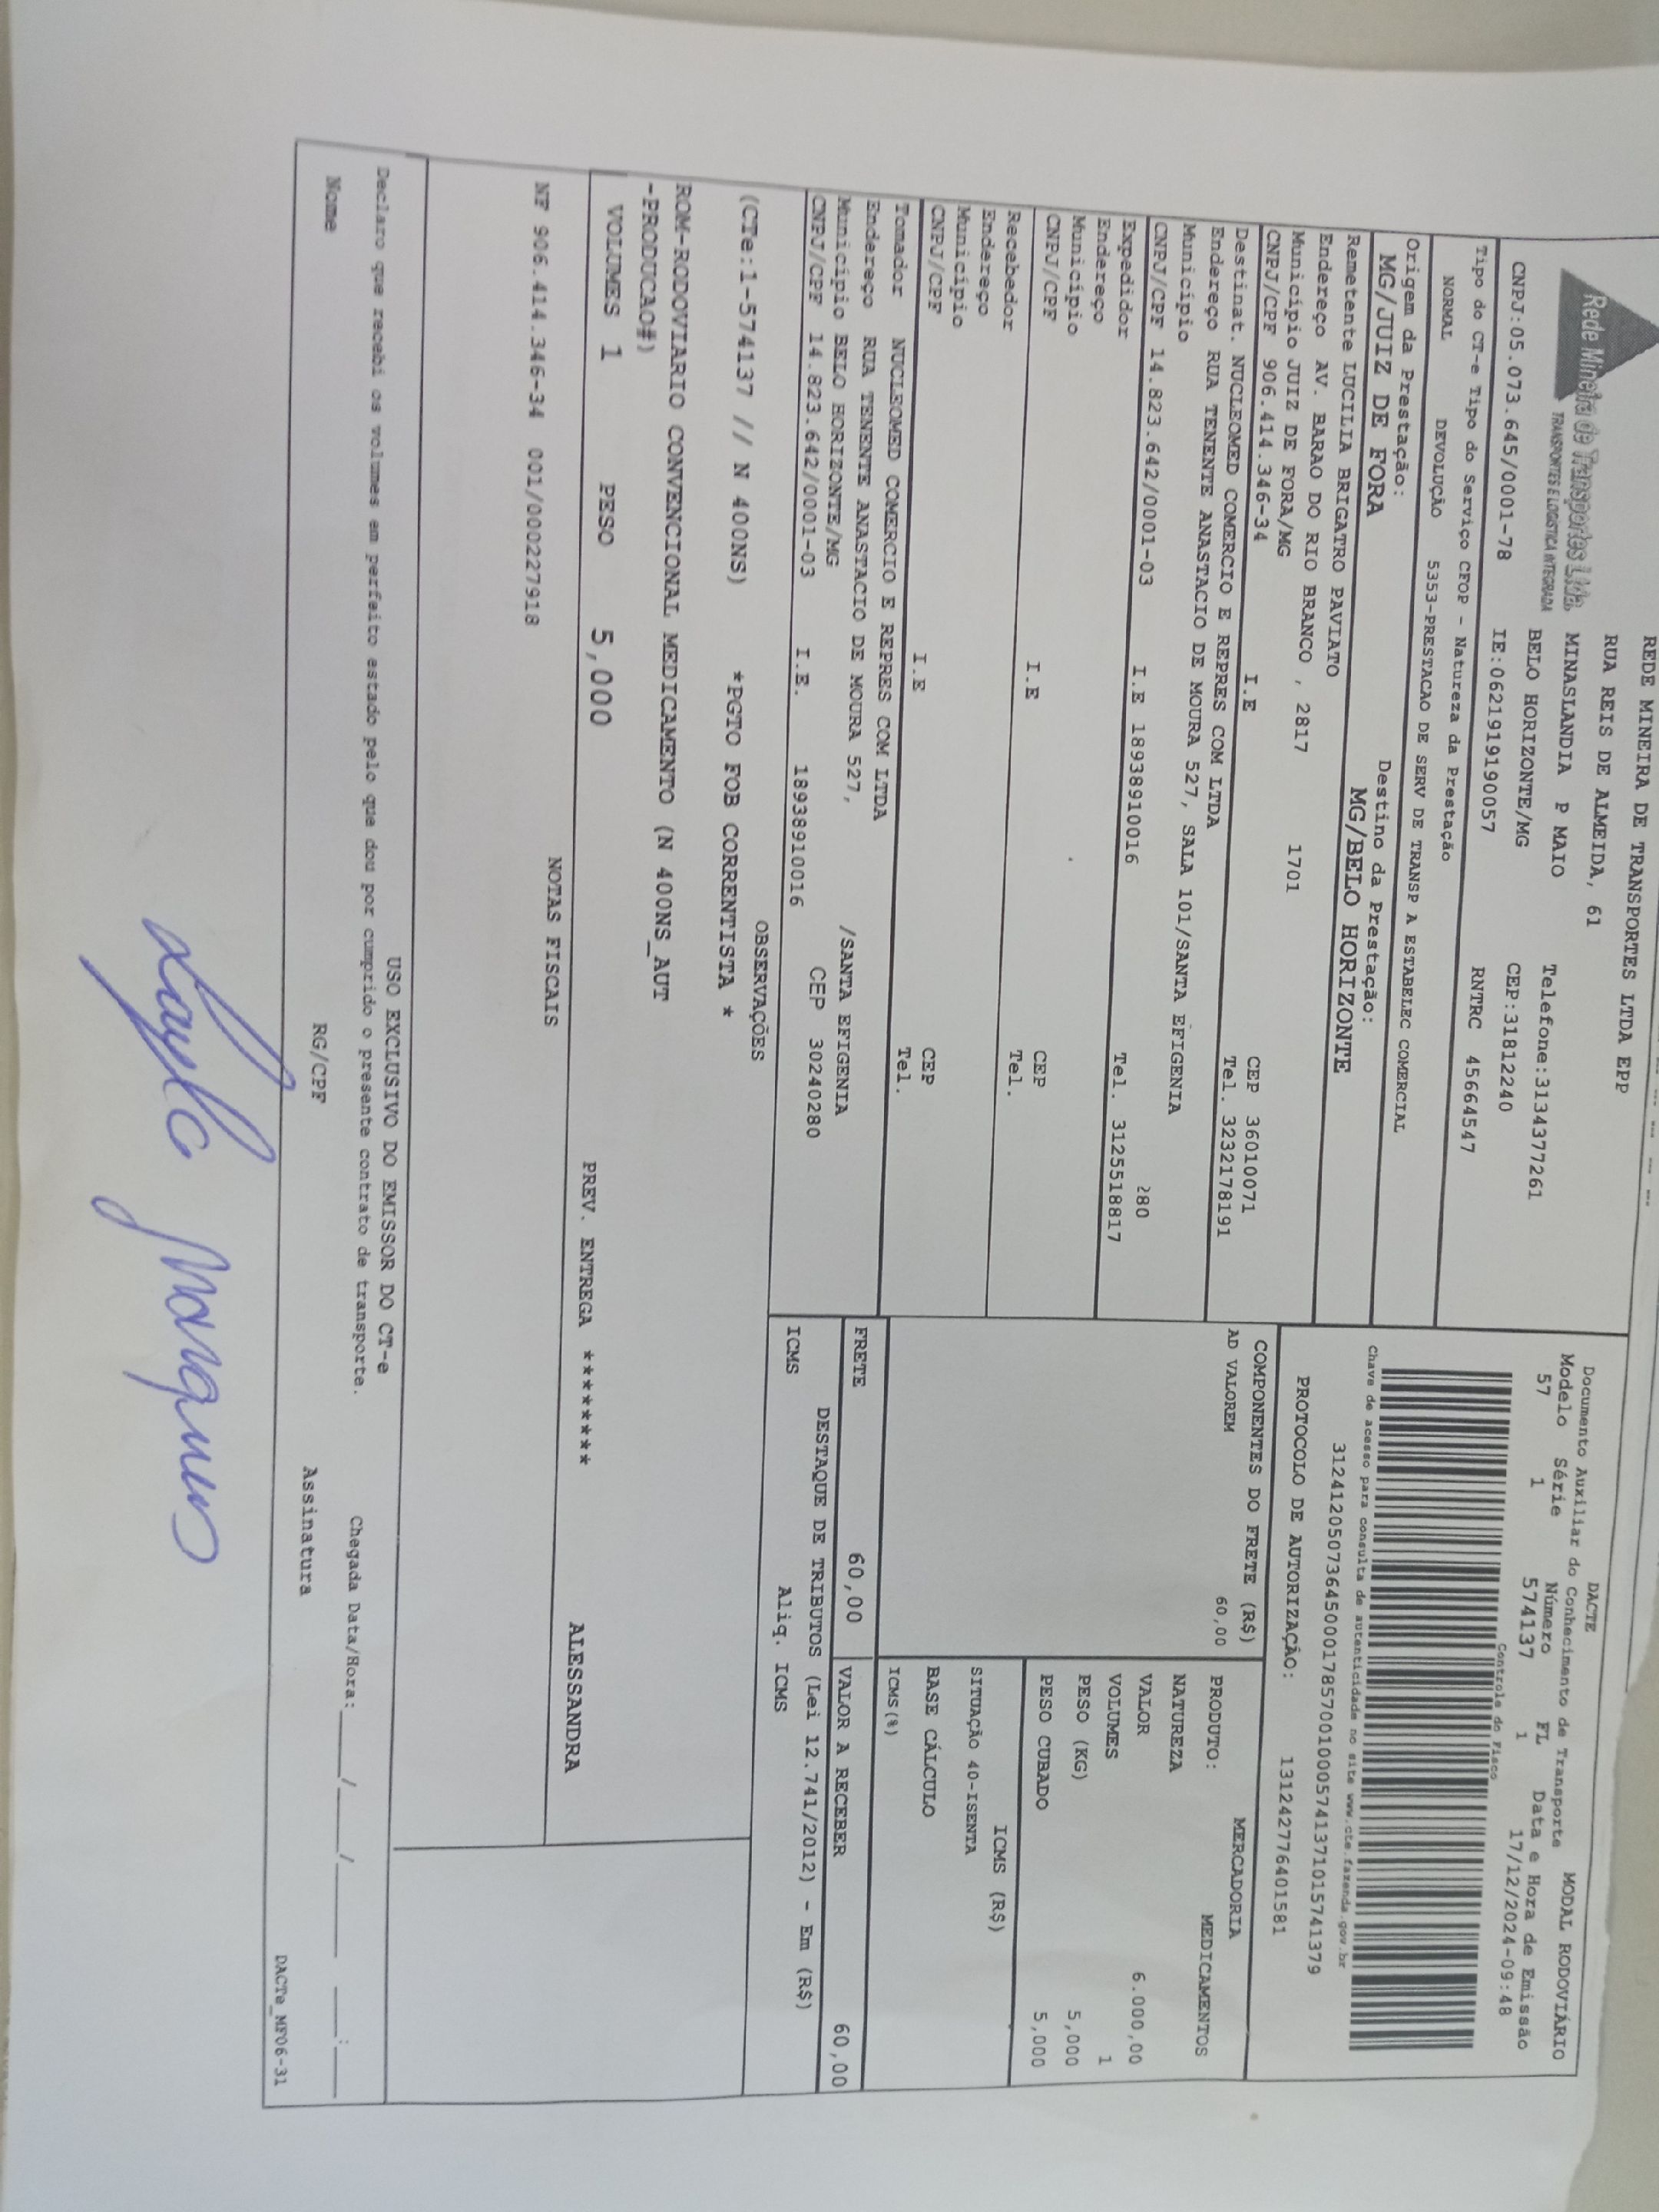 REDE MINEIRA DE TRANSPORTES LTDA EPP
RUA REIS DE ALMEIDA, 61
MINASLANDIA P MAIO Telefone:3134377261
BELO HORIZONTE/MG CEP:31812240
Rede Mineira de Transportes Ltda.
TRANSPORTES E LOGÍSTICA INTEGRADA
CNPJ:05.073.645/0001-78 IE:0621919190057 RNTRC 45664547
Tipo do CT-e Tipo do Serviço CFOP - Natureza da Prestação
NORMAL DEVOLUÇÃO 5353-PRESTACAO DE SERV DE TRANSP A ESTABELEC COMERCIAL
Origem da Prestação: Destino da Prestação:
MG/JUIZ DE FORA MG/BELO HORIZONTE
DACTE
Documento Auxiliar do Conhecimento de Transporte MODAL RODOVIÁRIO
Modelo Série Número FL Data e Hora de Emissão
57 1 574137 1 17/12/2024-09:48
Controle do Fisco
Chave de acesso para consulta de autenticidade no site www.cte.fazenda.gov.br
31241205073645000178570010005741371015741379
PROTOCOLO DE AUTORIZAÇÃO: 131242776401581
Remetente LUCILIA BRIGATRO PAVIATO
Endereço AV. BARAO DO RIO BRANCO , 2817 1701
Município JUIZ DE FORA/MG CEP 36010071
CNPJ/CPF 906.414.346-34 I.E Tel. 3232178191
Destinat. NUCLEOMED COMERCIO E REPRES COM LTDA
Endereço RUA TENENTE ANASTACIO DE MOURA 527, SALA 101/SANTA EFIGENIA
Município 280
CNPJ/CPF 14.823.642/0001-03 I.E 18938910016 Tel. 3125518817
Expedidor
Endereço
Município CEP
CNPJ/CPF I.E Tel.
Recebedor
Endereço
Município CEP
CNPJ/CPF I.E Tel.
Tomador NUCLEOMED COMERCIO E REPRES COM LTDA
Endereço RUA TENENTE ANASTACIO DE MOURA 527, /SANTA EFIGENIA
Município BELO HORIZONTE/MG CEP 30240280
CNPJ/CPF 14.823.642/0001-03 I.E. 18938910016
COMPONENTES DO FRETE (R$)
AD VALOREM 60,00
FRETE 60,00
MERCADORIA
PRODUTO: MEDICAMENTOS
NATUREZA
VALOR 6.000,00
VOLUMES 1
PESO (KG) 5,000
PESO CUBADO 5,000
ICMS (R$)
SITUAÇÃO 40-ISENTA
BASE CÁLCULO
ICMS(%)
VALOR A RECEBER 60,00
DESTAQUE DE TRIBUTOS (Lei 12.741/2012) - Em (R$)
ICMS Aliq. ICMS
OBSERVAÇÕES
(CTe:1-574137 // N 400NS) *PGTO FOB CORRENTISTA *
ROM-RODOVIARIO CONVENCIONAL MEDICAMENTO (N 400NS_AUT
-PRODUCAO#)
VOLUMES 1 PESO 5,000 PREV. ENTREGA ******** ALESSANDRA
NOTAS FISCAIS
NF 906.414.346-34 001/000227918
USO EXCLUSIVO DO EMISSOR DO CT-e
Declaro que recebi os volumes em perfeito estado pelo que dou por cumprido o presente contrato de transporte. Chegada Data/Hora:____/____/______ ___:___
Nome RG/CPF Assinatura
DACTe_MF06-31